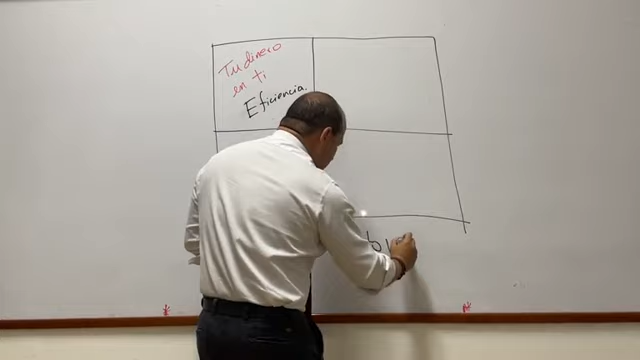 Tu dinero
en ti
Eficiencia.